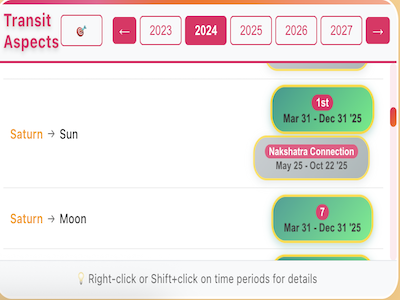 Transit
Aspects
← 2023 2024 2025 2026 2027 →
Saturn → Sun
1st
Mar 31 - Dec 31 '25
Nakshatra Connection
May 25 - Oct 22 '25
Saturn → Moon
7
Mar 31 - Dec 31 '25
💡 Right-click or Shift+click on time periods for details